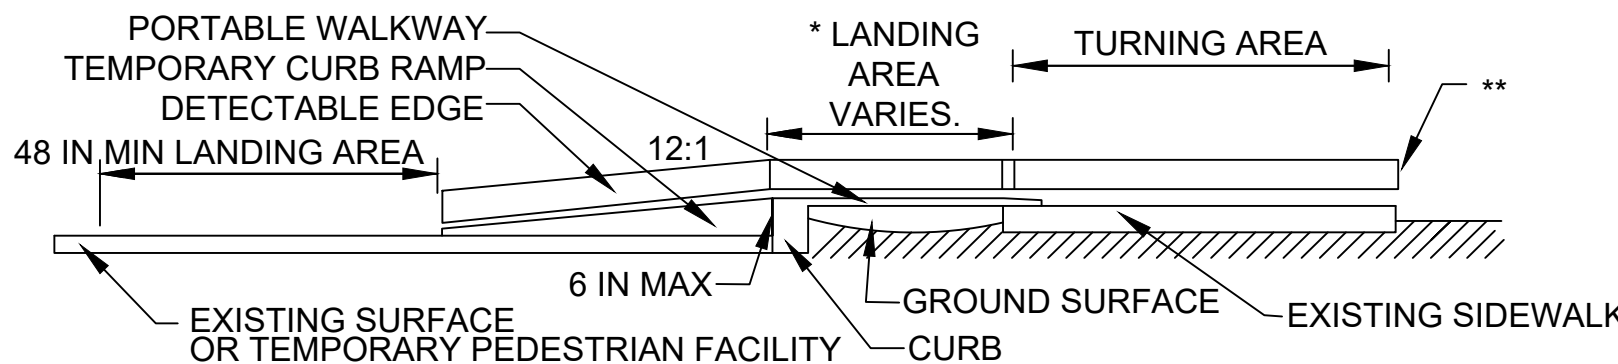 PORTABLE WALKWAY
TEMPORARY CURB RAMP
DETECTABLE EDGE
48 IN MIN LANDING AREA
12:1
* LANDING
AREA
VARIES.
TURNING AREA
**
6 IN MAX
GROUND SURFACE
EXISTING SIDEWALK
EXISTING SURFACE
OR TEMPORARY PEDESTRIAN FACILITY
CURB